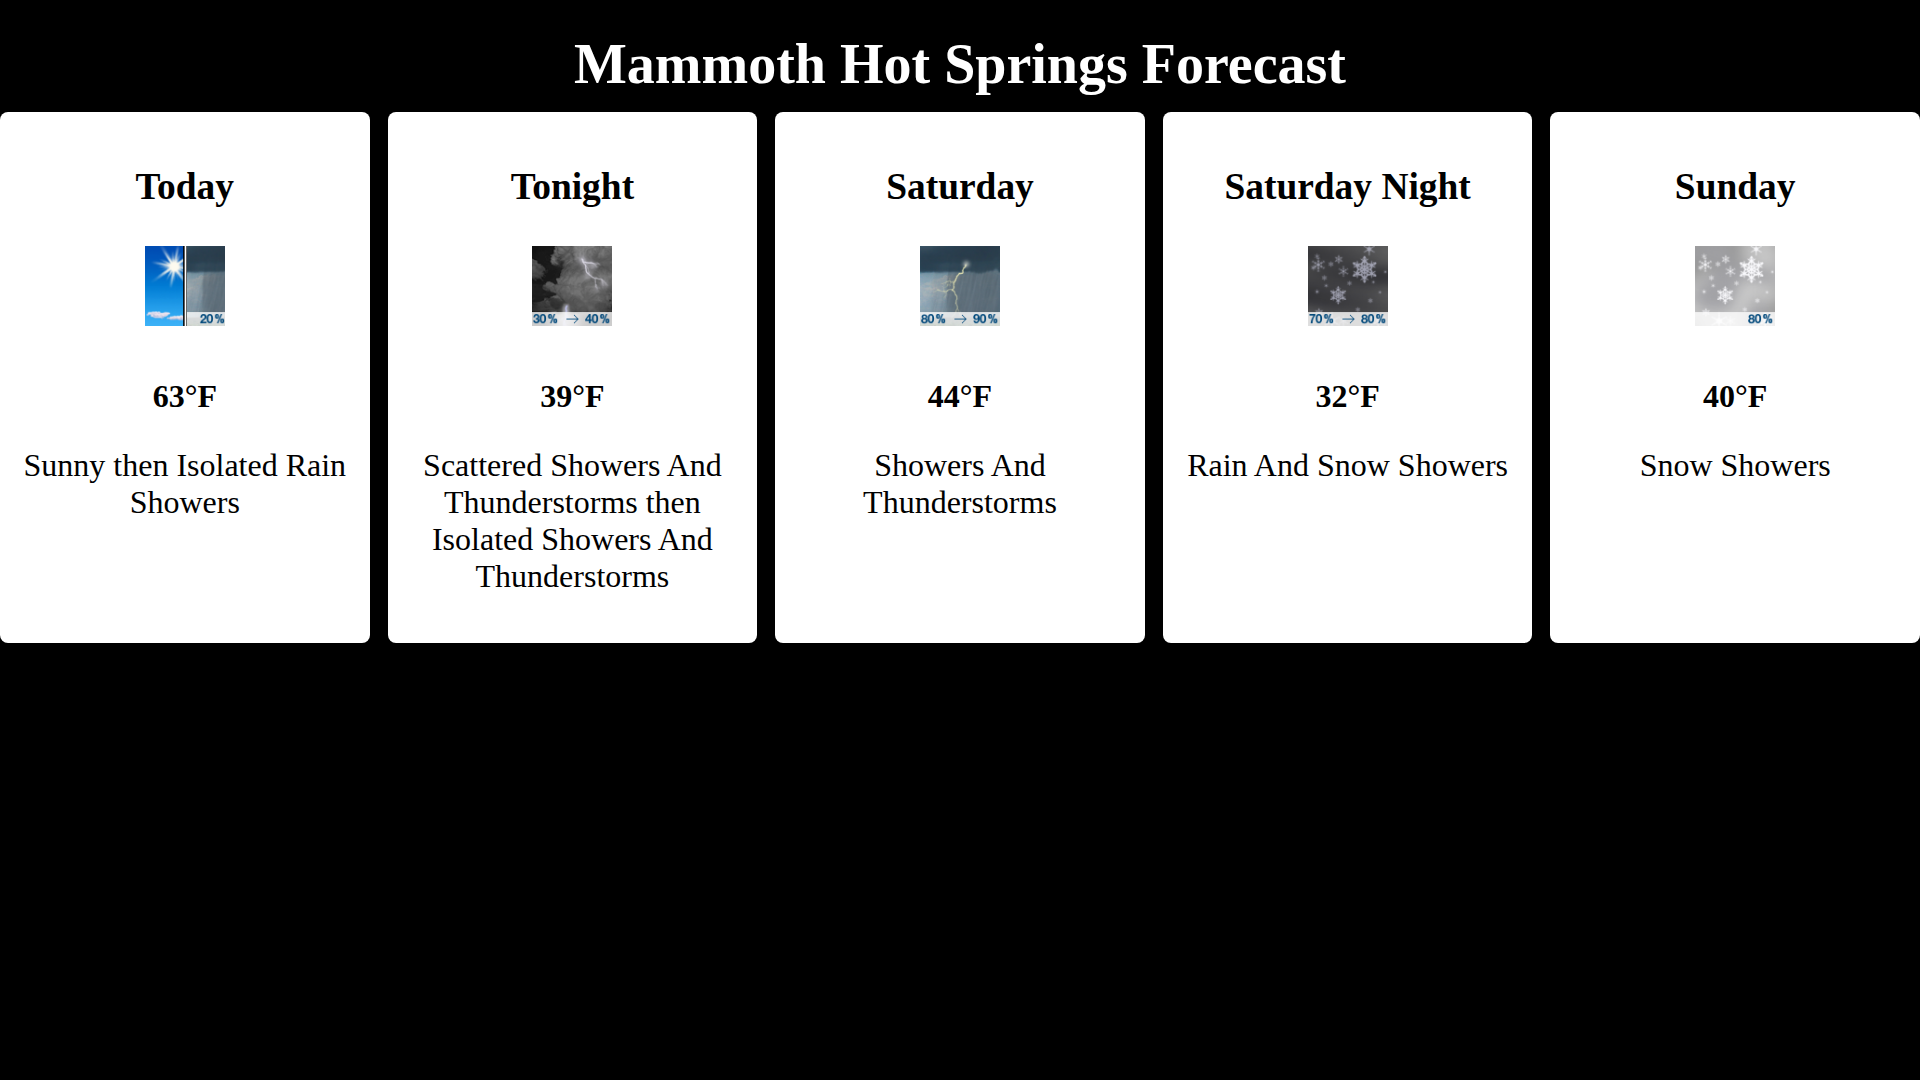 Mammoth Hot Springs Forecast
Today
20%
63°F
Sunny then Isolated Rain
Showers
Tonight
30% → 40%
39°F
Scattered Showers And
Thunderstorms then
Isolated Showers And
Thunderstorms
Saturday
80% → 90%
44°F
Showers And
Thunderstorms
Saturday Night
70% → 80%
32°F
Rain And Snow Showers
Sunday
80%
40°F
Snow Showers